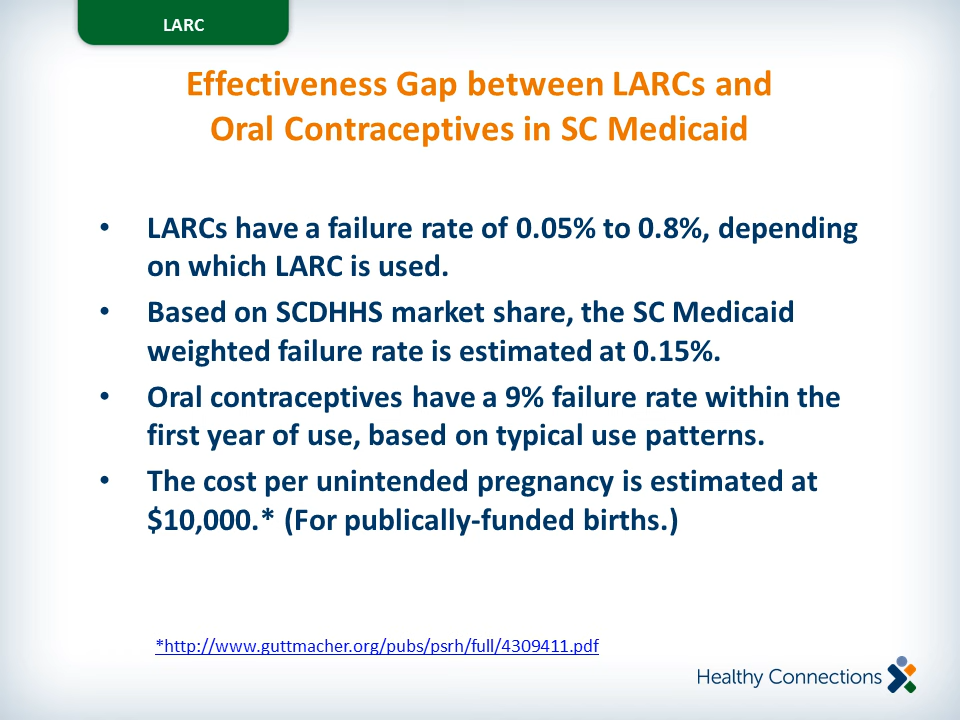 LARC
Effectiveness Gap between LARCs and
Oral Contraceptives in SC Medicaid
• LARCs have a failure rate of 0.05% to 0.8%, depending
on which LARC is used.
• Based on SCDHHS market share, the SC Medicaid
weighted failure rate is estimated at 0.15%.
• Oral contraceptives have a 9% failure rate within the
first year of use, based on typical use patterns.
• The cost per unintended pregnancy is estimated at
$10,000.* (For publically-funded births.)
*http://www.guttmacher.org/pubs/psrh/full/4309411.pdf
Healthy Connections